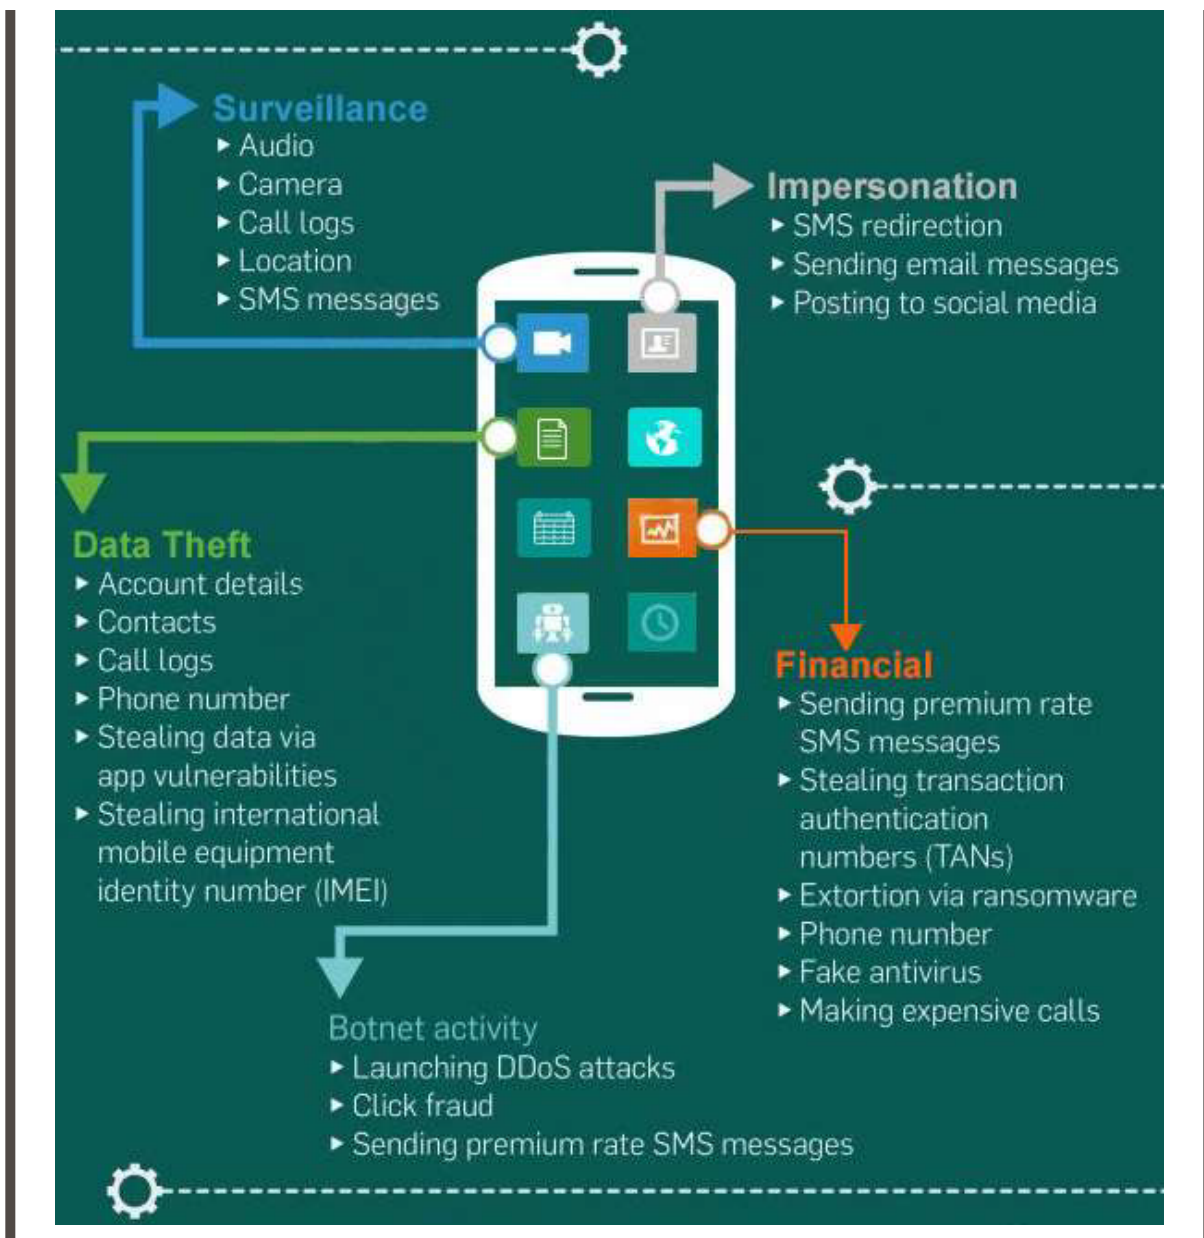 Surveillance
▸ Audio
▸ Camera
▸ Call logs
▸ Location
▸ SMS messages
Impersonation
▸ SMS redirection
▸ Sending email messages
▸ Posting to social media
Data Theft
▸ Account details
▸ Contacts
▸ Call logs
▸ Phone number
▸ Stealing data via
app vulnerabilities
▸ Stealing international
mobile equipment
identity number (IMEI)
Financial
▸ Sending premium rate
SMS messages
▸ Stealing transaction
authentication
numbers (TANs)
▸ Extortion via ransomware
▸ Phone number
▸ Fake antivirus
▸ Making expensive calls
Botnet activity
▸ Launching DDoS attacks
▸ Click fraud
▸ Sending premium rate SMS messages